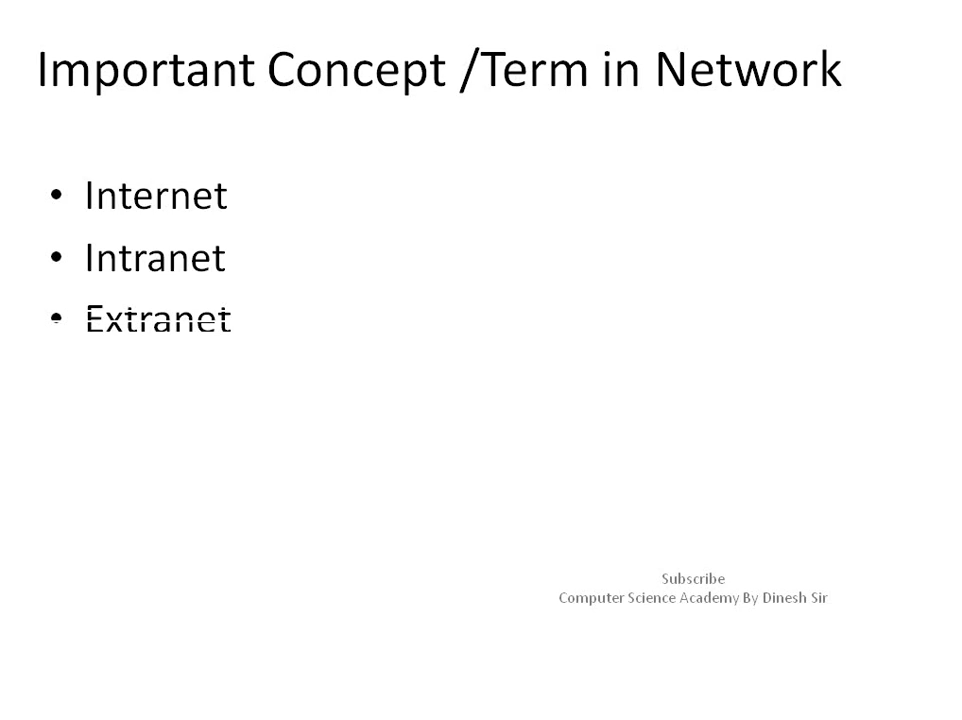 Important Concept /Term in Network
• Internet
• Intranet
• Extranet
Subscribe
Computer Science Academy By Dinesh Sir